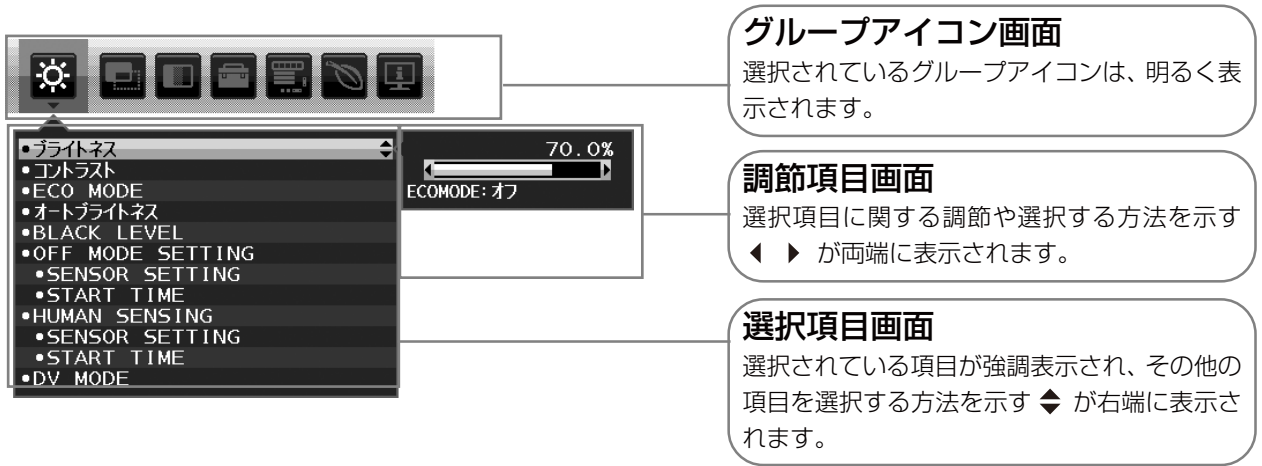 グループアイコン画面
選択されているグループアイコンは、明るく表
示されます。
•ブライトネス
•コントラスト
•ECO MODE
•オートブライトネス
•BLACK LEVEL
•OFF MODE SETTING
•SENSOR SETTING
•START TIME
•HUMAN SENSING
•SENSOR SETTING
•START TIME
•DV MODE
70.0%
ECOMODE:オフ
調節項目画面
選択項目に関する調節や選択する方法を示す
◀ ▶ が両端に表示されます。
選択項目画面
選択されている項目が強調表示され、その他の
項目を選択する方法を示す ◆ が右端に表示さ
れます。